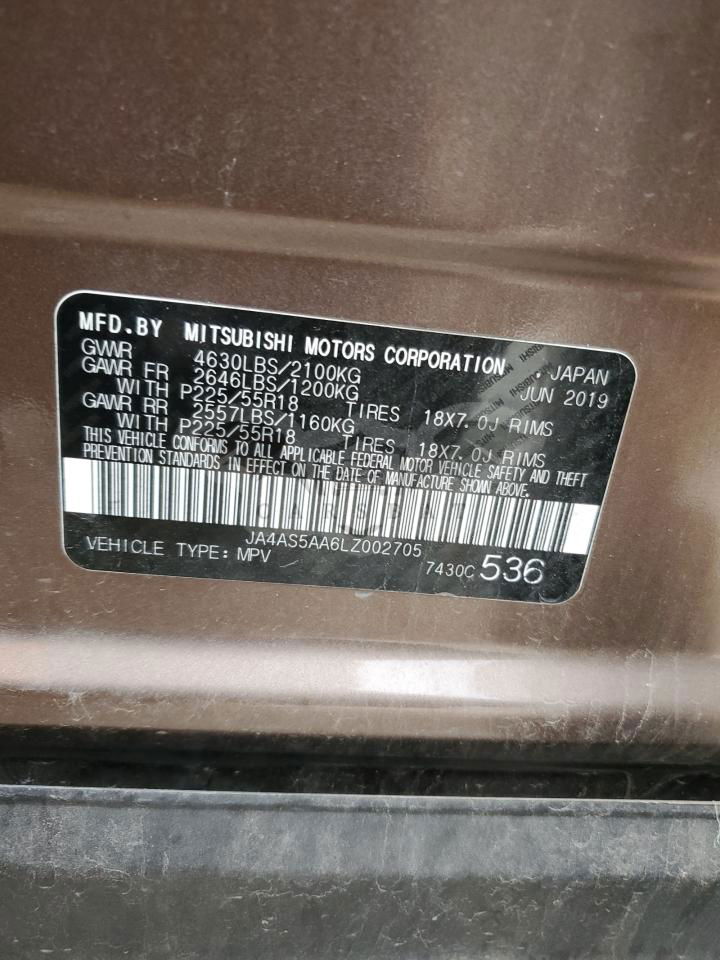 MFD.BY MITSUBISHI MOTORS CORPORATION JAPAN
GVWR 4630LBS/2100KG JUN 2019
GAWR FR 2646LBS/1200KG
WITH P225/55R18 TIRES 18X7.0J RIMS
GAWR RR 2557LBS/1160KG
WITH P225/55R18 TIRES 18X7.0J RIMS
THIS VEHICLE CONFORMS TO ALL APPLICABLE FEDERAL MOTOR VEHICLE SAFETY AND THEFT
PREVENTION STANDARDS IN EFFECT ON THE DATE OF MANUFACTURE SHOWN ABOVE.
JA4AS5AA6LZ002705
VEHICLE TYPE:MPV 7430C 536